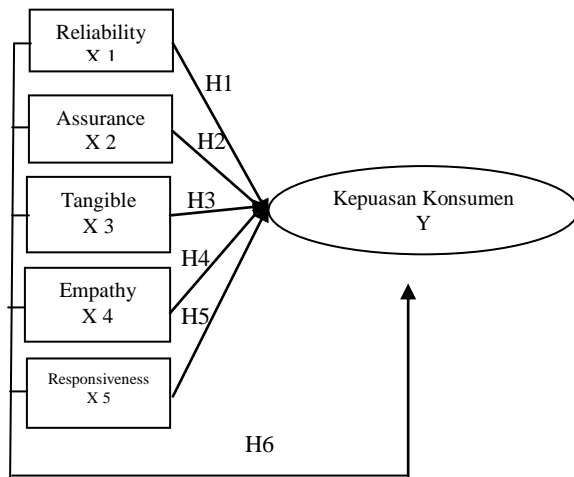 Reliability
X 1
H1
Assurance
X 2
H2
Tangible
X 3
H3
Kepuasan Konsumen
Y
Empathy
X 4
H4
H5
Responsiveness
X 5
H6